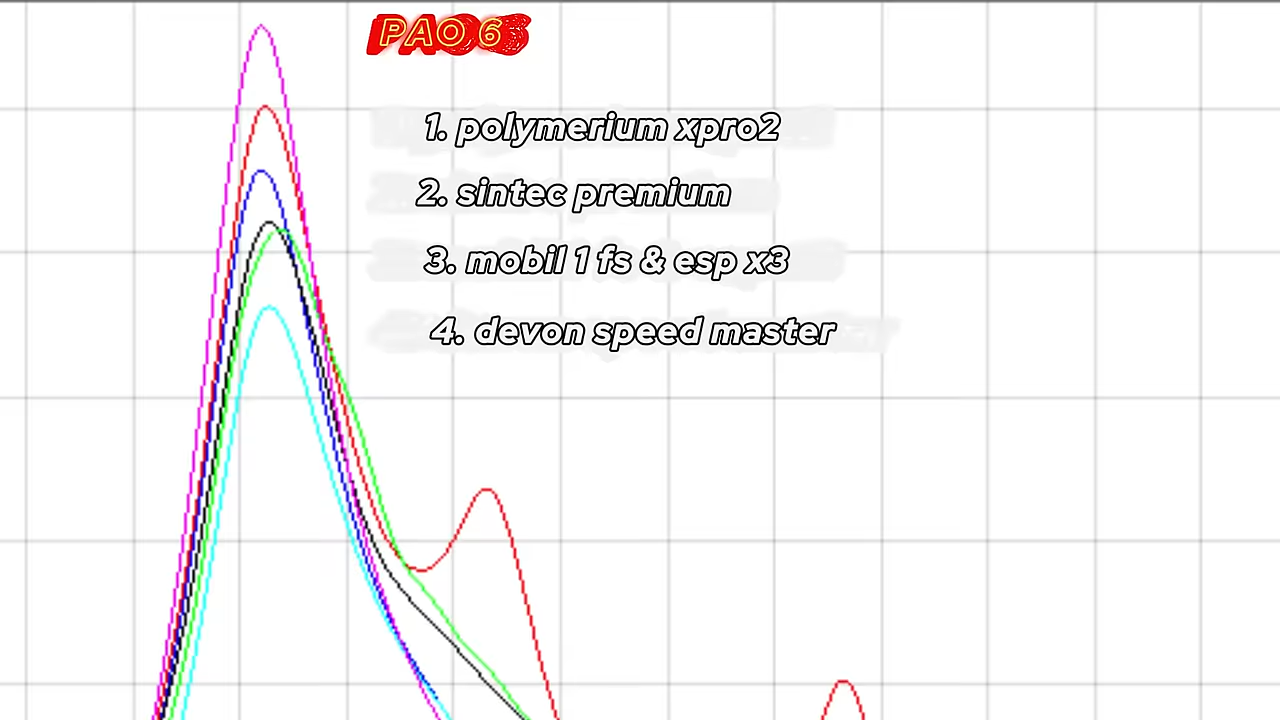 PAO 6
1. polymerium xpro2
2. sintec premium
3. mobil 1 fs & esp x3
4. devon speed master